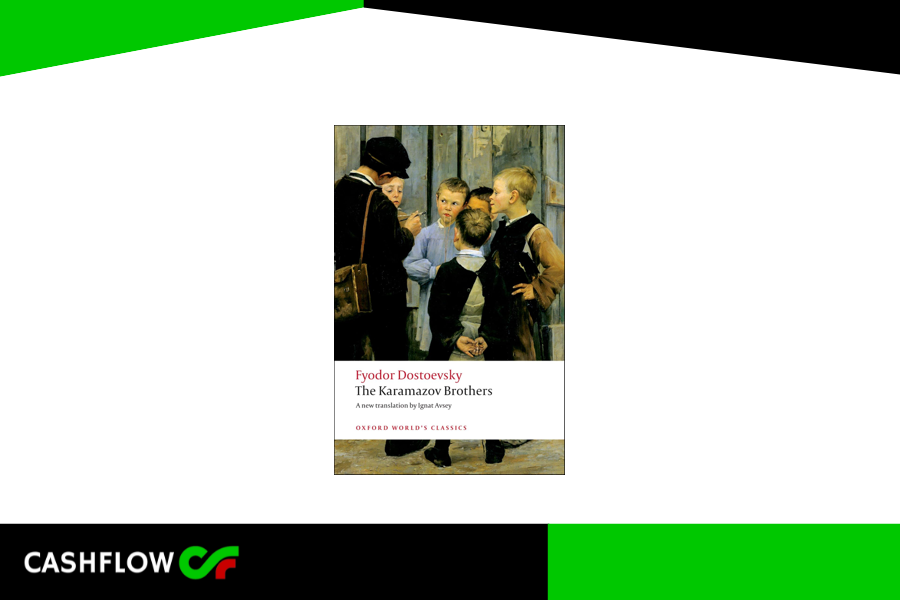 Fyodor Dostoevsky
The Karamazov Brothers
A new translation by Ignat Avsey
OXFORD WORLD'S CLASSICS
CASHFLOW